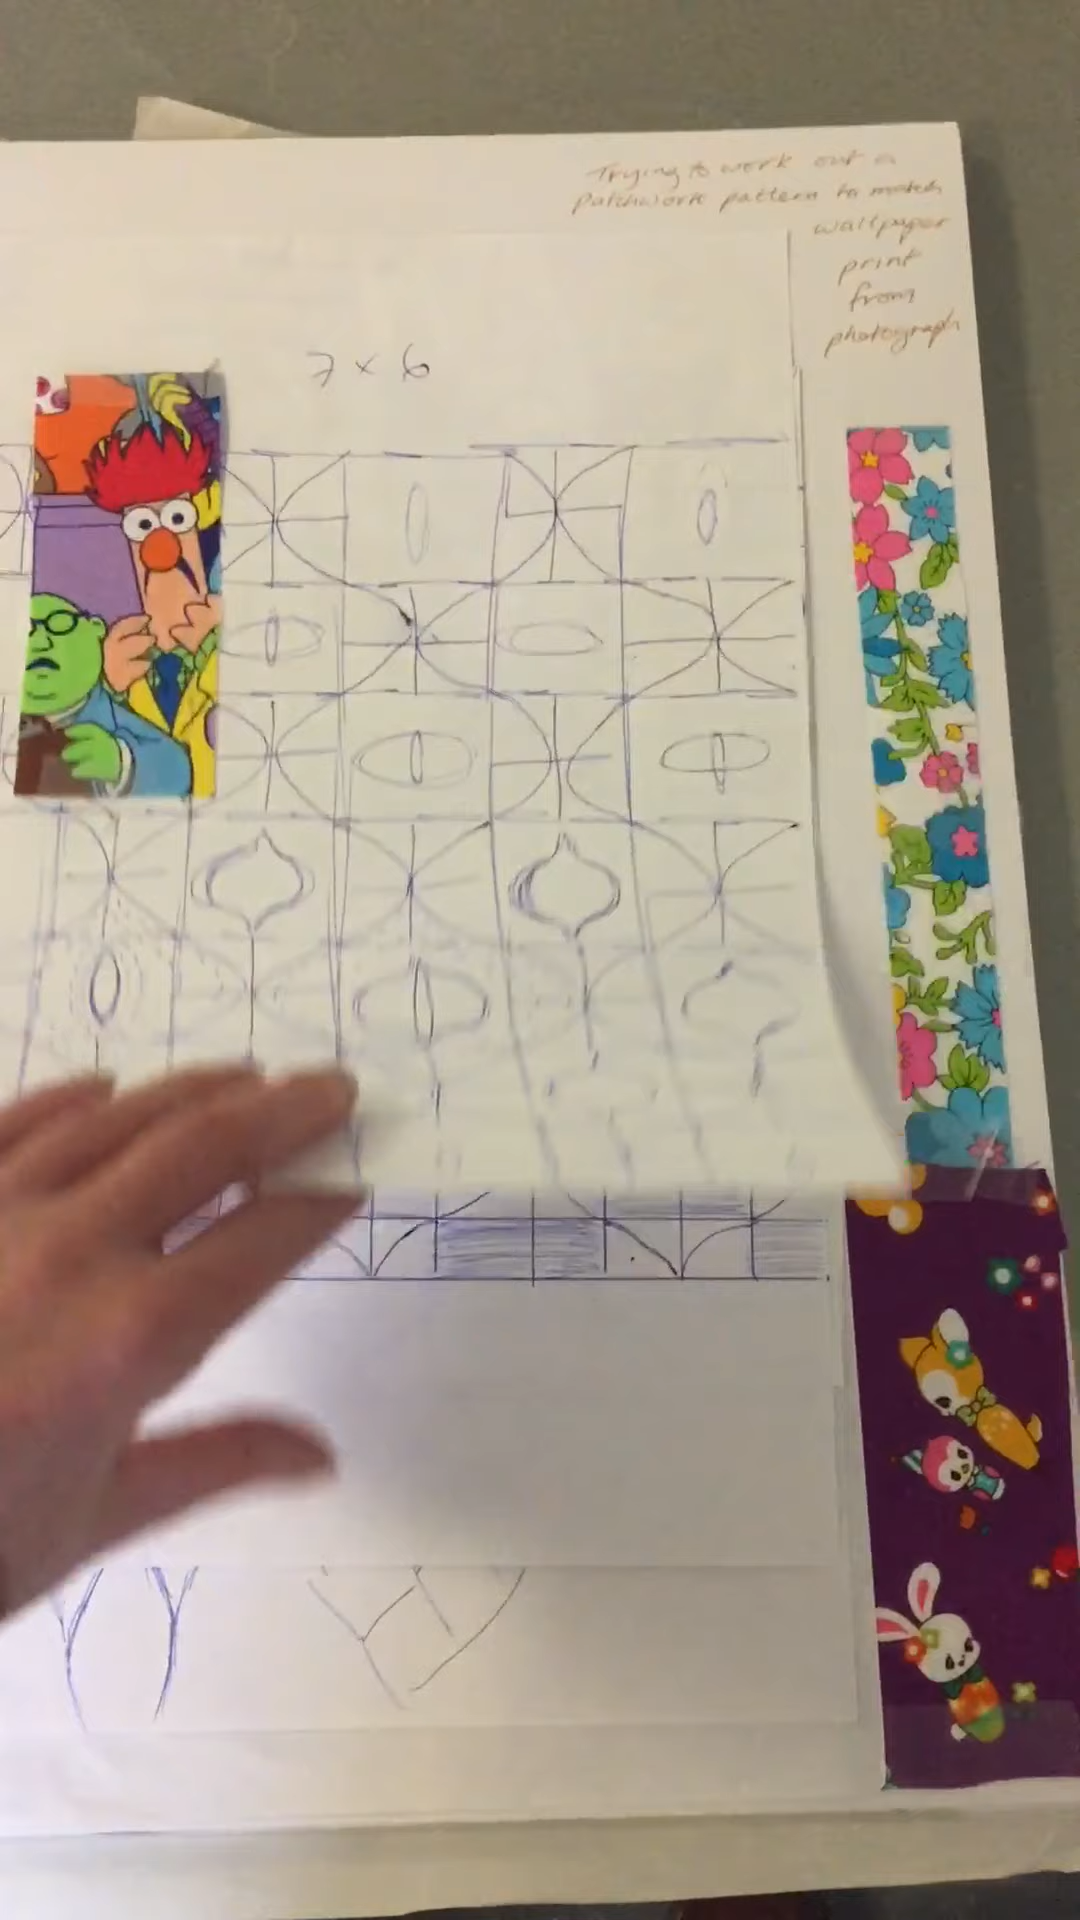 Trying to work out a
patchwork pattern to match
wallpaper
print
from
photograph
7 x 6